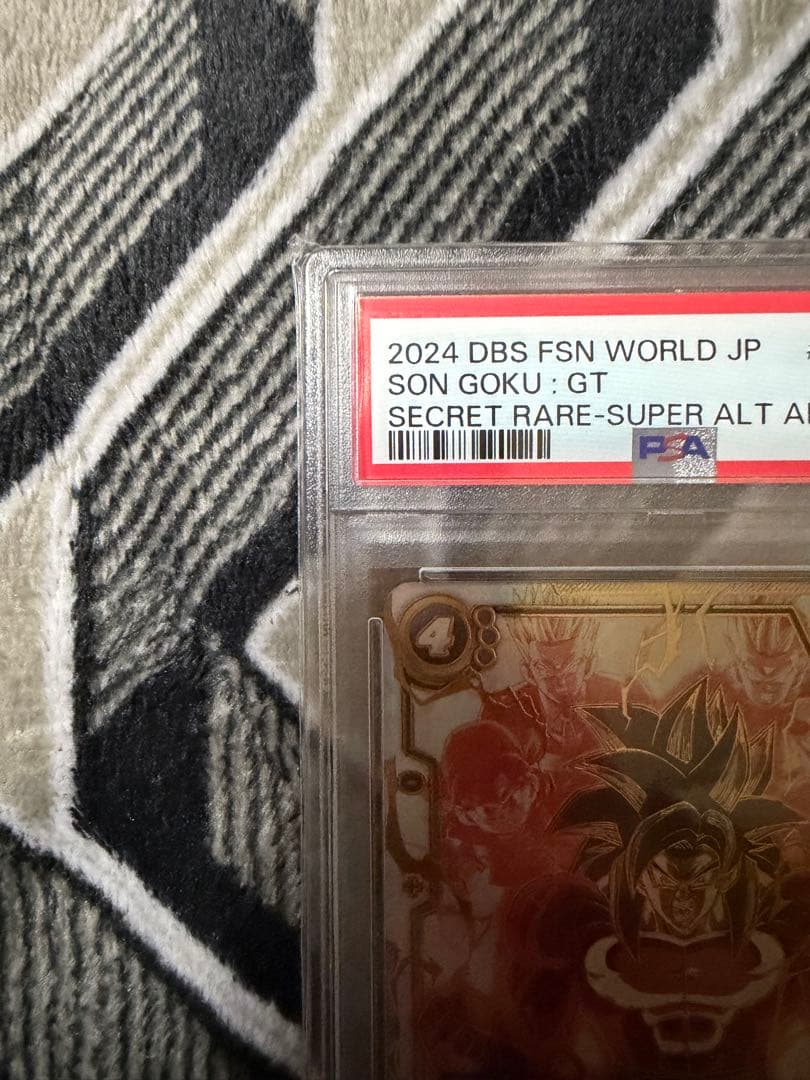 2024 DBS FSN WORLD JP
SON GOKU : GT
SECRET RARE-SUPER ALT
PSA
4